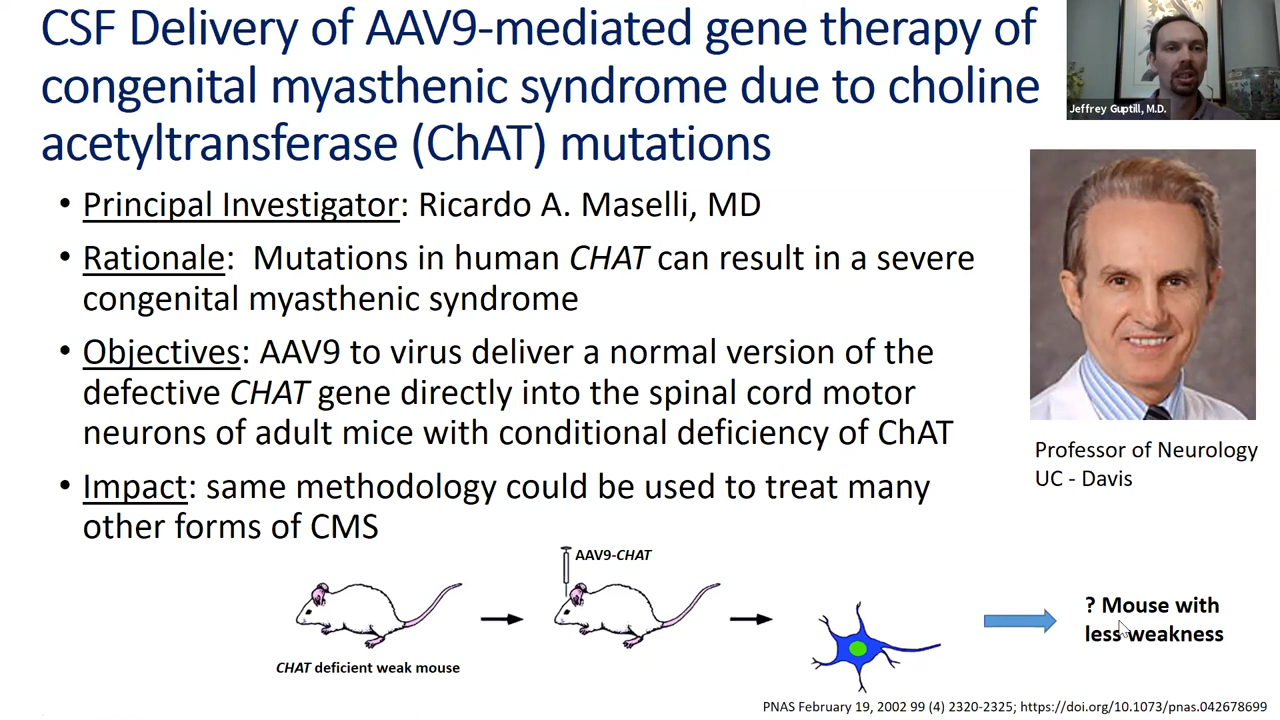 CSF Delivery of AAV9-mediated gene therapy of
congenital myasthenic syndrome due to choline
acetyltransferase (ChAT) mutations
Jeffrey Guptill, M.D.
• Principal Investigator: Ricardo A. Maselli, MD
• Rationale: Mutations in human CHAT can result in a severe
congenital myasthenic syndrome
• Objectives: AAV9 to virus deliver a normal version of the
defective CHAT gene directly into the spinal cord motor
neurons of adult mice with conditional deficiency of ChAT
• Impact: same methodology could be used to treat many
other forms of CMS
Professor of Neurology
UC - Davis
AAV9-CHAT
CHAT deficient weak mouse
? Mouse with
less weakness
PNAS February 19, 2002 99 (4) 2320-2325; https://doi.org/10.1073/pnas.042678699